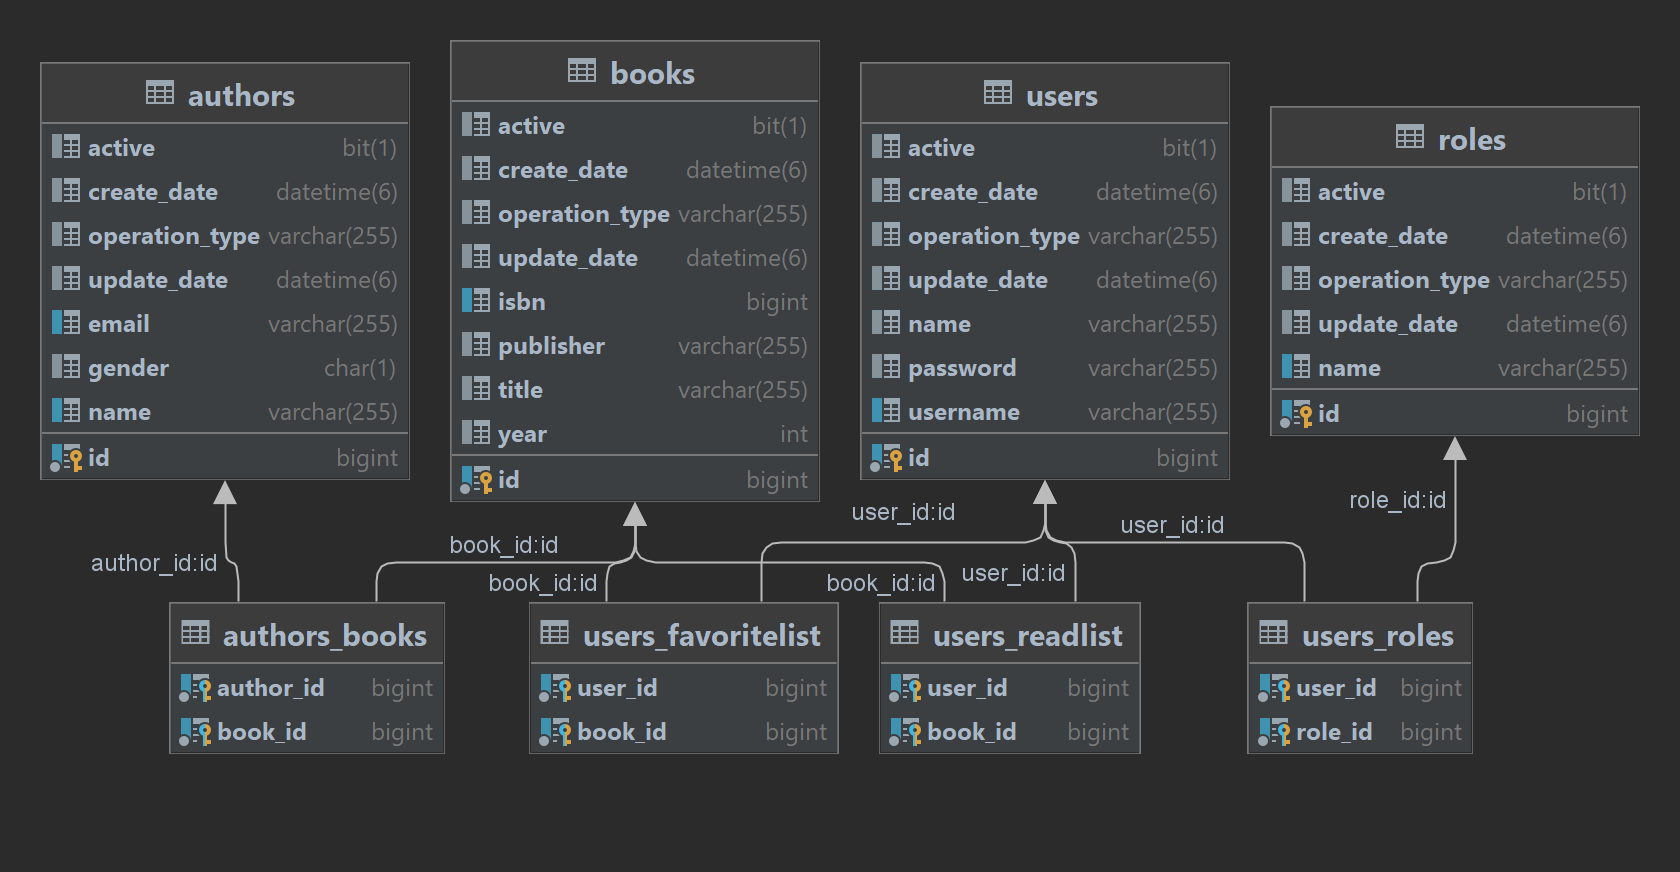 authors
active bit(1)
create_date datetime(6)
operation_type varchar(255)
update_date datetime(6)
email varchar(255)
gender char(1)
name varchar(255)
id bigint
books
active bit(1)
create_date datetime(6)
operation_type varchar(255)
update_date datetime(6)
isbn bigint
publisher varchar(255)
title varchar(255)
year int
id bigint
users
active bit(1)
create_date datetime(6)
operation_type varchar(255)
update_date datetime(6)
name varchar(255)
password varchar(255)
username varchar(255)
id bigint
roles
active bit(1)
create_date datetime(6)
operation_type varchar(255)
update_date datetime(6)
name varchar(255)
id bigint
author_id:id
book_id:id
book_id:id
user_id:id
book_id:id
user_id:id
user_id:id
role_id:id
authors_books
author_id bigint
book_id bigint
users_favoritelist
user_id bigint
book_id bigint
users_readlist
user_id bigint
book_id bigint
users_roles
user_id bigint
role_id bigint